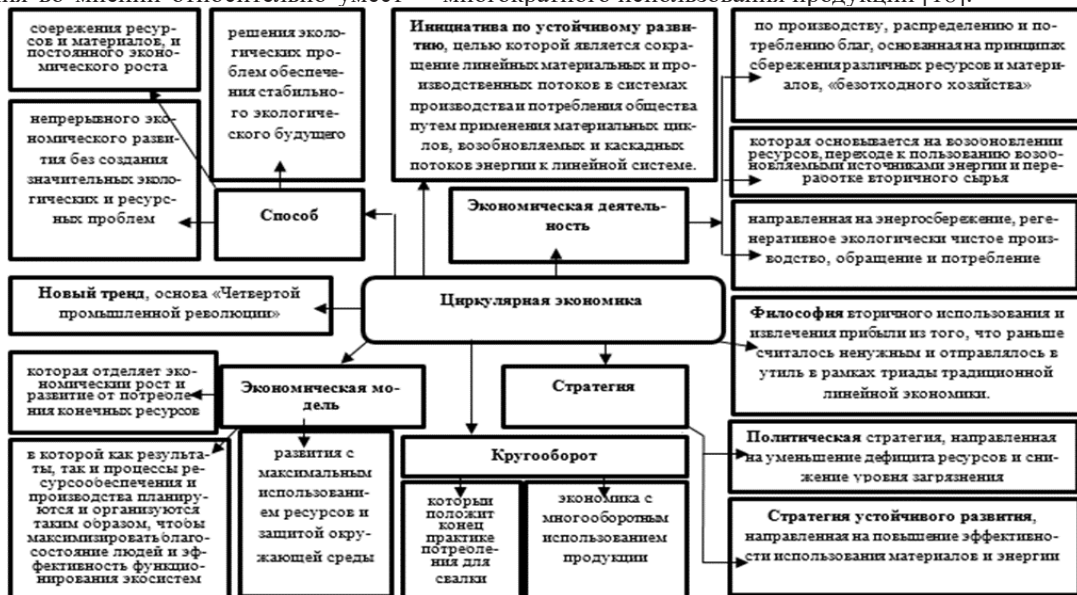 многократного использования продукции [18].
сбережения ресур-
сов и материалов, и
постоянного эконо-
мического роста
решения эколо-
гических про-
блем обеспече-
ния стабильно-
го экологиче-
ского будущего
Инициатива по устойчивому разви-
тию, целью которой является сокра-
щение линейных материальных и про-
изводственных потоков в системах
производства и потребления общества
путем применения материальных цик-
лов, возобновляемых и каскадных
потоков энергии к линейной системе.
по производству, распределению и по-
треблению благ, основанная на принципах
сбережения различных ресурсов и матери-
алов, «безотходного хозяйства»
непрерывного эко-
номического разви-
тия без создания
значительных эколо-
гических и ресурс-
ных проблем
Способ
Экономическая деятель-
ность
которая основывается на возобновлении
ресурсов, переходе к пользованию возоб-
новляемыми источниками энергии и пере-
работке вторичного сырья
направленная на энергосбережение, реге-
неративное экологически чистое произ-
водство, обращение и потребление
Новый тренд, основа «Четвертой
промышленной революции»
Циркулярная экономика
Философия вторичного использования и
извлечения прибыли из того, что раньше
считалось ненужным и отправлялось в
утиль в рамках триады традиционной
линейной экономики.
которая отделяет эко-
номический рост и
развитие от потребле-
ния конечных ресурсов
Экономическая мо-
дель
Стратегия
в которой как результа-
ты, так и процессы ре-
сурсообеспечения и
производства планиру-
ются и организуются
таким образом, чтобы
максимизировать благо-
состояние людей и эф-
фективность функцио-
нирования экосистем
развития с
максимальным
использовани-
ем ресурсов и
защитой окру-
жающей среды
Кругооборот
который
положит
конец
практике
потребле-
ния для
свалки
экономика с
многооборотным
использованием
продукции
Политическая стратегия, направленная
на уменьшение дефицита ресурсов и сни-
жение уровня загрязнения
Стратегия устойчивого развития,
направленная на повышение эффективно-
сти использования материалов и энергии